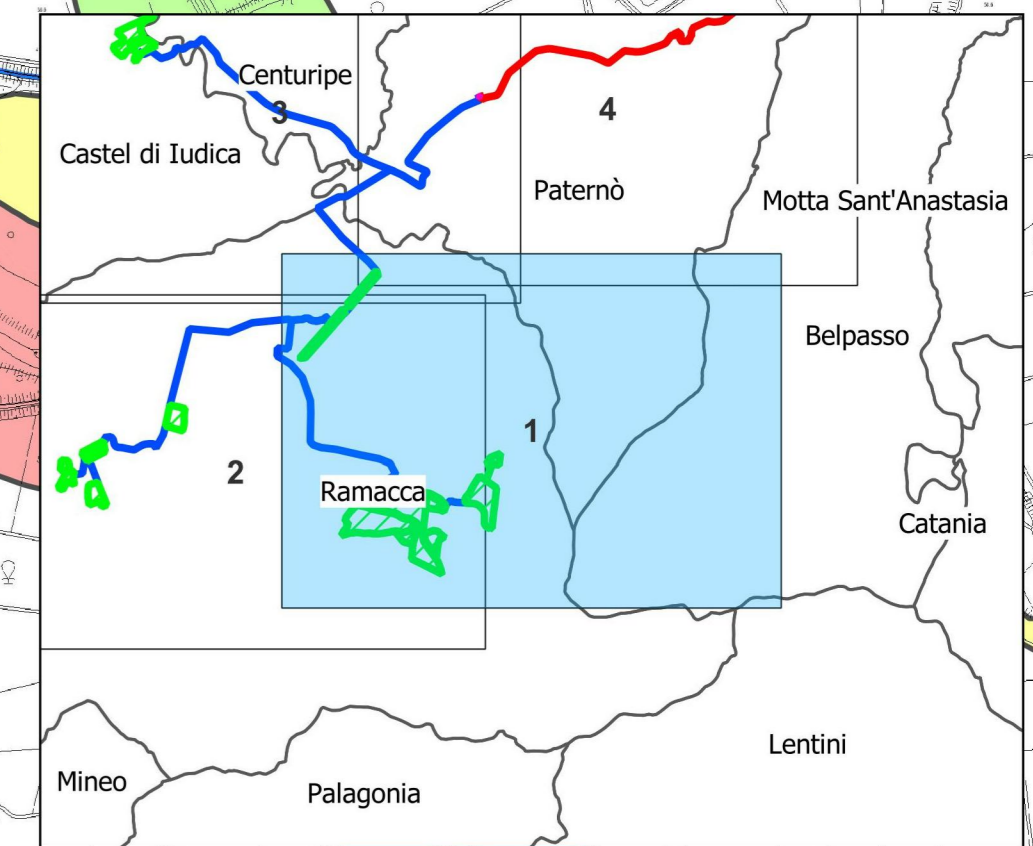 Centuripe
3
4
Castel di Iudica
Paternò
Motta Sant'Anastasia
Belpasso
1
2
Ramacca
Catania
Lentini
Mineo
Palagonia